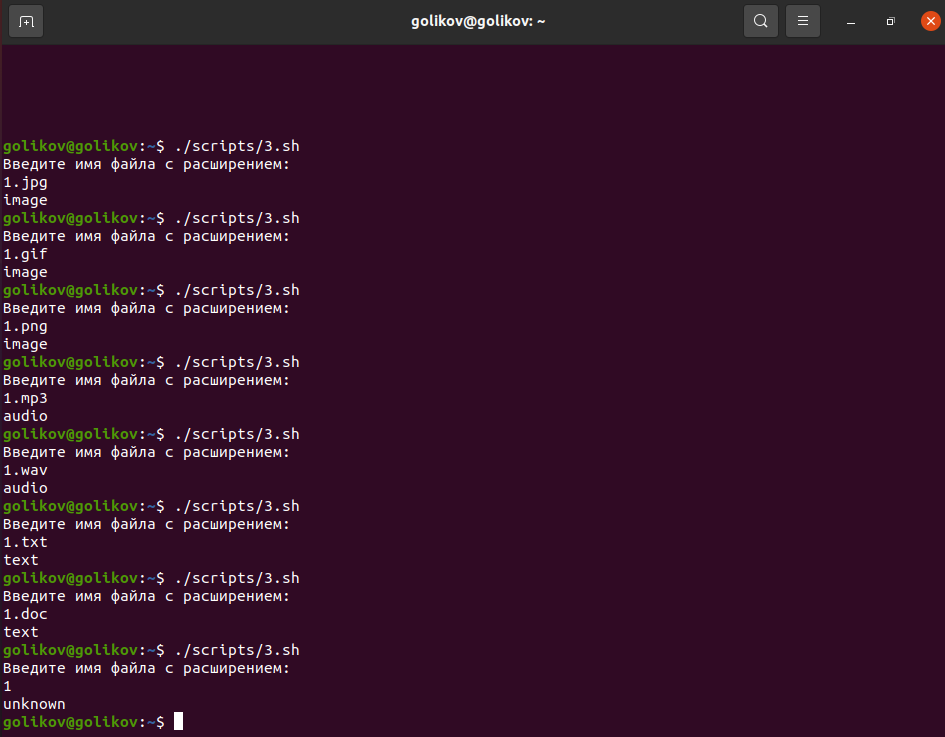 golikov@golikov: ~
golikov@golikov:~$ ./scripts/3.sh
Введите имя файла с расширением:
1.jpg
image
golikov@golikov:~$ ./scripts/3.sh
Введите имя файла с расширением:
1.gif
image
golikov@golikov:~$ ./scripts/3.sh
Введите имя файла с расширением:
1.png
image
golikov@golikov:~$ ./scripts/3.sh
Введите имя файла с расширением:
1.mp3
audio
golikov@golikov:~$ ./scripts/3.sh
Введите имя файла с расширением:
1.wav
audio
golikov@golikov:~$ ./scripts/3.sh
Введите имя файла с расширением:
1.txt
text
golikov@golikov:~$ ./scripts/3.sh
Введите имя файла с расширением:
1.doc
text
golikov@golikov:~$ ./scripts/3.sh
Введите имя файла с расширением:
1
unknown
golikov@golikov:~$